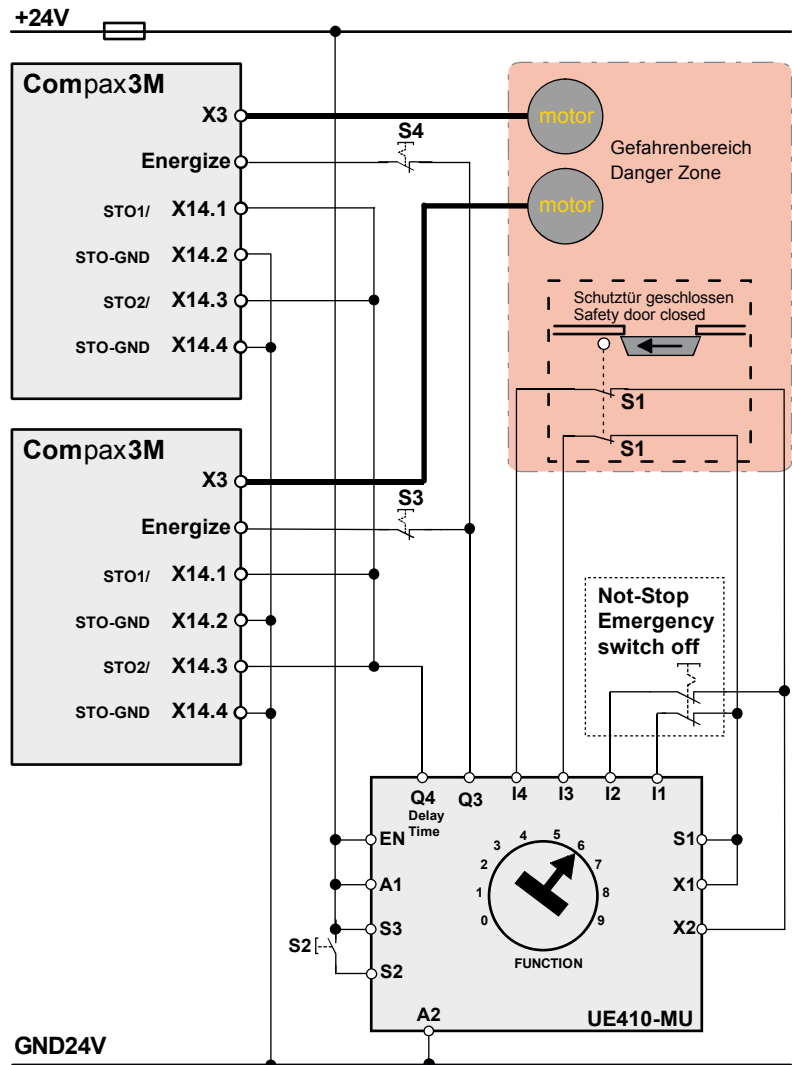 +24V
Compax3M
X3
Energize
STO1/ X14.1
STO-GND X14.2
STO2/ X14.3
STO-GND X14.4
S4
motor
motor
Gefahrenbereich
Danger Zone
Schutztür geschlossen
Safety door closed
S1
S1
Compax3M
X3
Energize
STO1/ X14.1
STO-GND X14.2
STO2/ X14.3
STO-GND X14.4
S3
Not-Stop
Emergency
switch off
Q4 Q3 I4 I3 I2 I1
Delay
Time
EN
A1
S3
S2
S2
0 1 2 3 4 5 6 7 8 9
FUNCTION
S1
X1
X2
A2
UE410-MU
GND24V